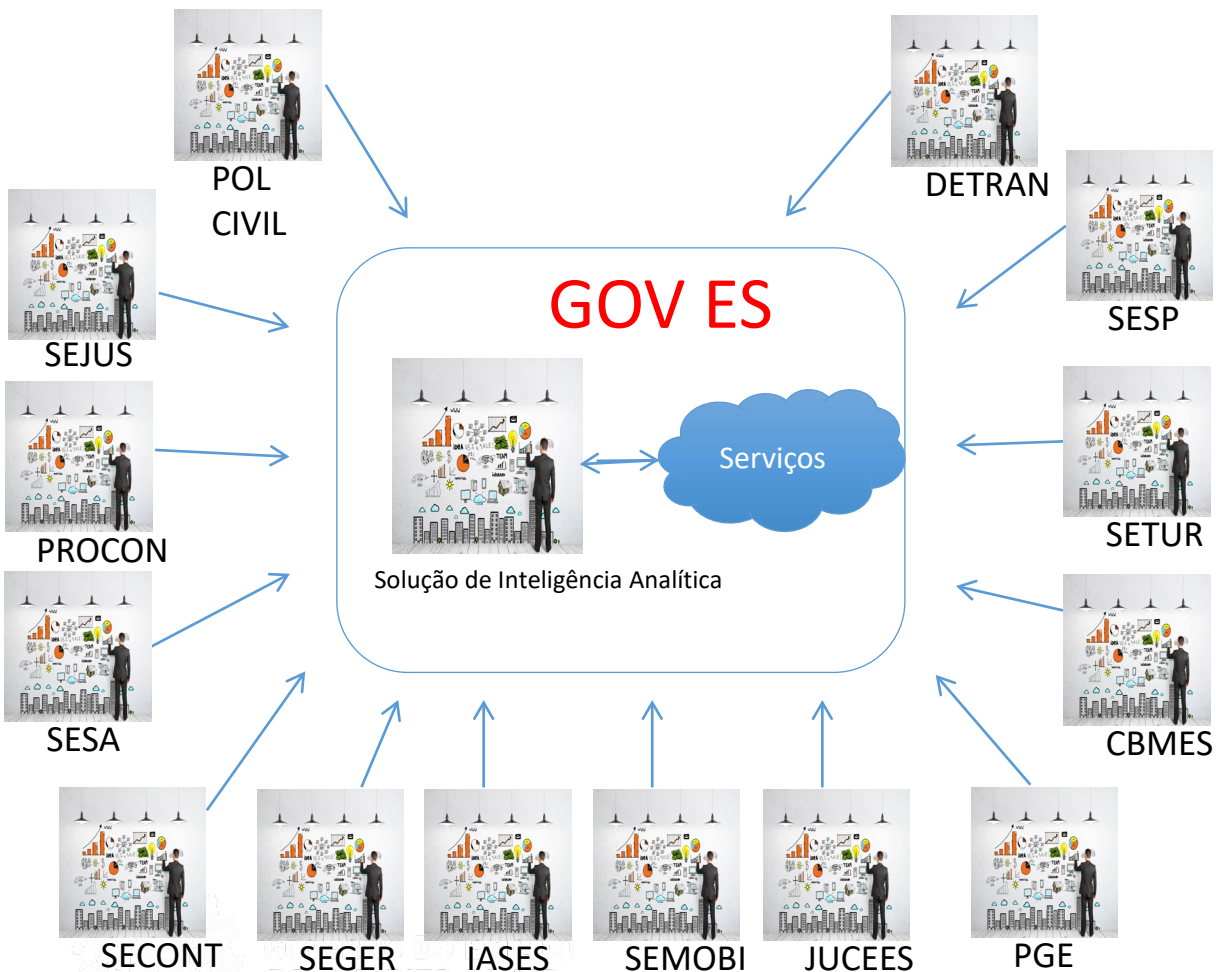 POL
CIVIL
DETRAN
SEJUS
SESP
GOV ES
Serviços
Solução de Inteligência Analítica
PROCON
SETUR
SESA
CBMES
SECONT
SEGER
IASES
SEMOBI
JUCEES
PGE